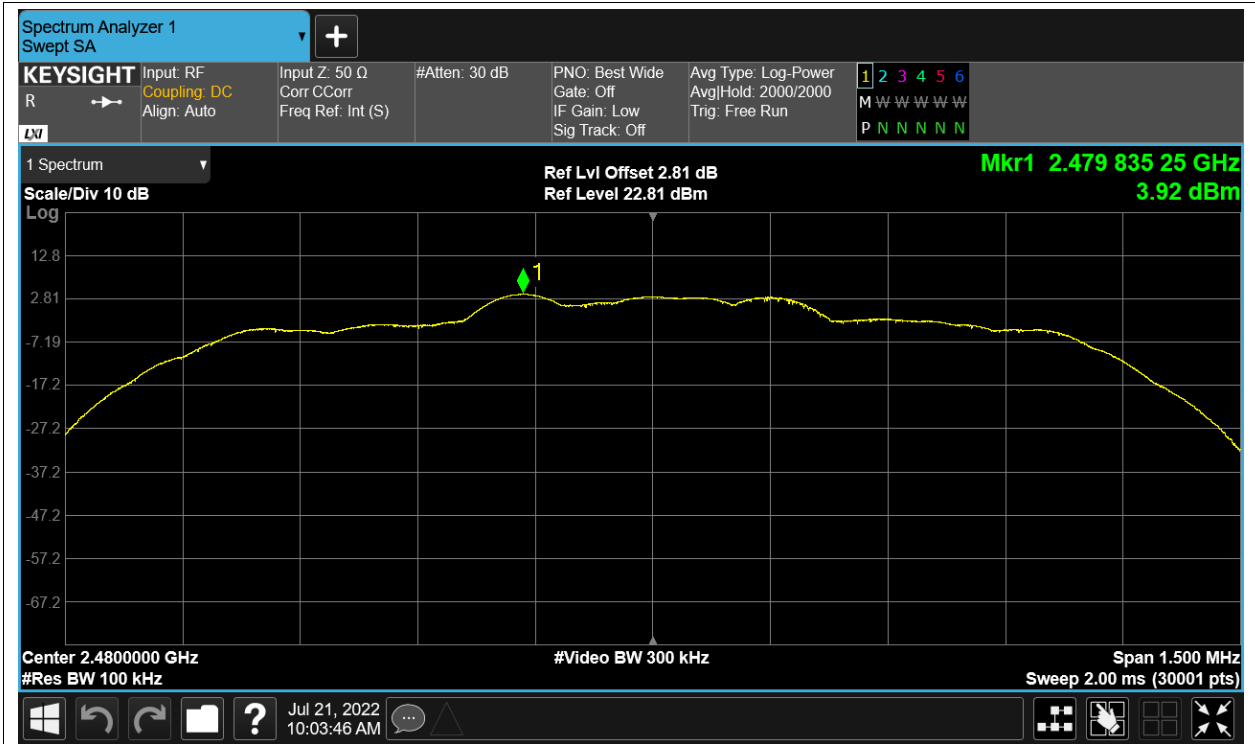 Spectrum Analyzer 1
Swept SA
KEYSIGHT
R
LXI
Input: RF
Coupling: DC
Align: Auto
Input Z: 50 Ω
Corr CCorr
Freq Ref: Int (S)
#Atten: 30 dB
PNO: Best Wide
Gate: Off
IF Gain: Low
Sig Track: Off
Avg Type: Log-Power
Avg|Hold: 2000/2000
Trig: Free Run
1 2 3 4 5 6
M W W W W W
P N N N N N
1 Spectrum
Scale/Div 10 dB
Log
Ref Lvl Offset 2.81 dB
Ref Level 22.81 dBm
Mkr1 2.479 835 25 GHz
3.92 dBm
1
12.8
2.81
-7.19
-17.2
-27.2
-37.2
-47.2
-57.2
-67.2
Center 2.4800000 GHz
#Res BW 100 kHz
#Video BW 300 kHz
Span 1.500 MHz
Sweep 2.00 ms (30001 pts)
?
Jul 21, 2022
10:03:46 AM